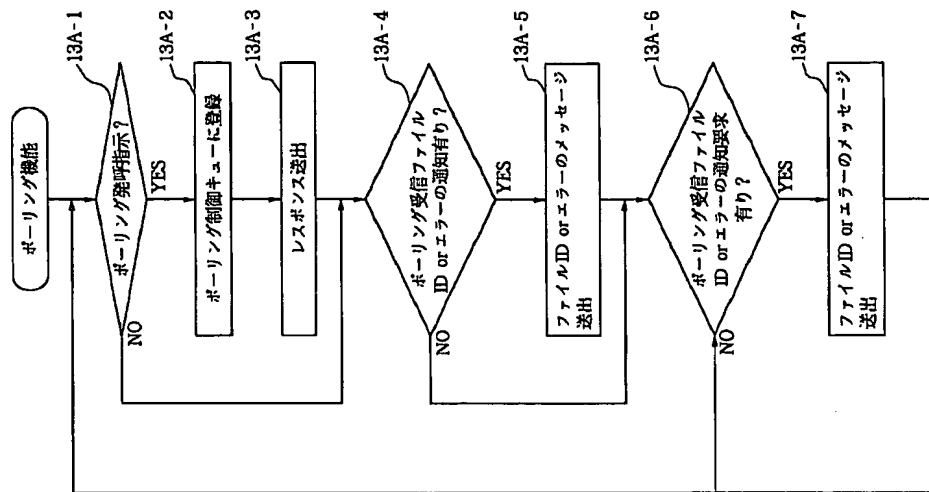 ポーリング機能
13A-1
ポーリング発呼指示?
YES
NO
13A-2
ポーリング制御キューに登録
13A-3
レスポンス送出
13A-4
ポーリング受信ファイル
ID or エラーの通知有り?
YES
NO
13A-5
ファイルID or エラーのメッセージ
送出
13A-6
ポーリング受信ファイル
ID or エラーの通知要求
有り?
YES
NO
13A-7
ファイルID or エラーのメッセージ
送出